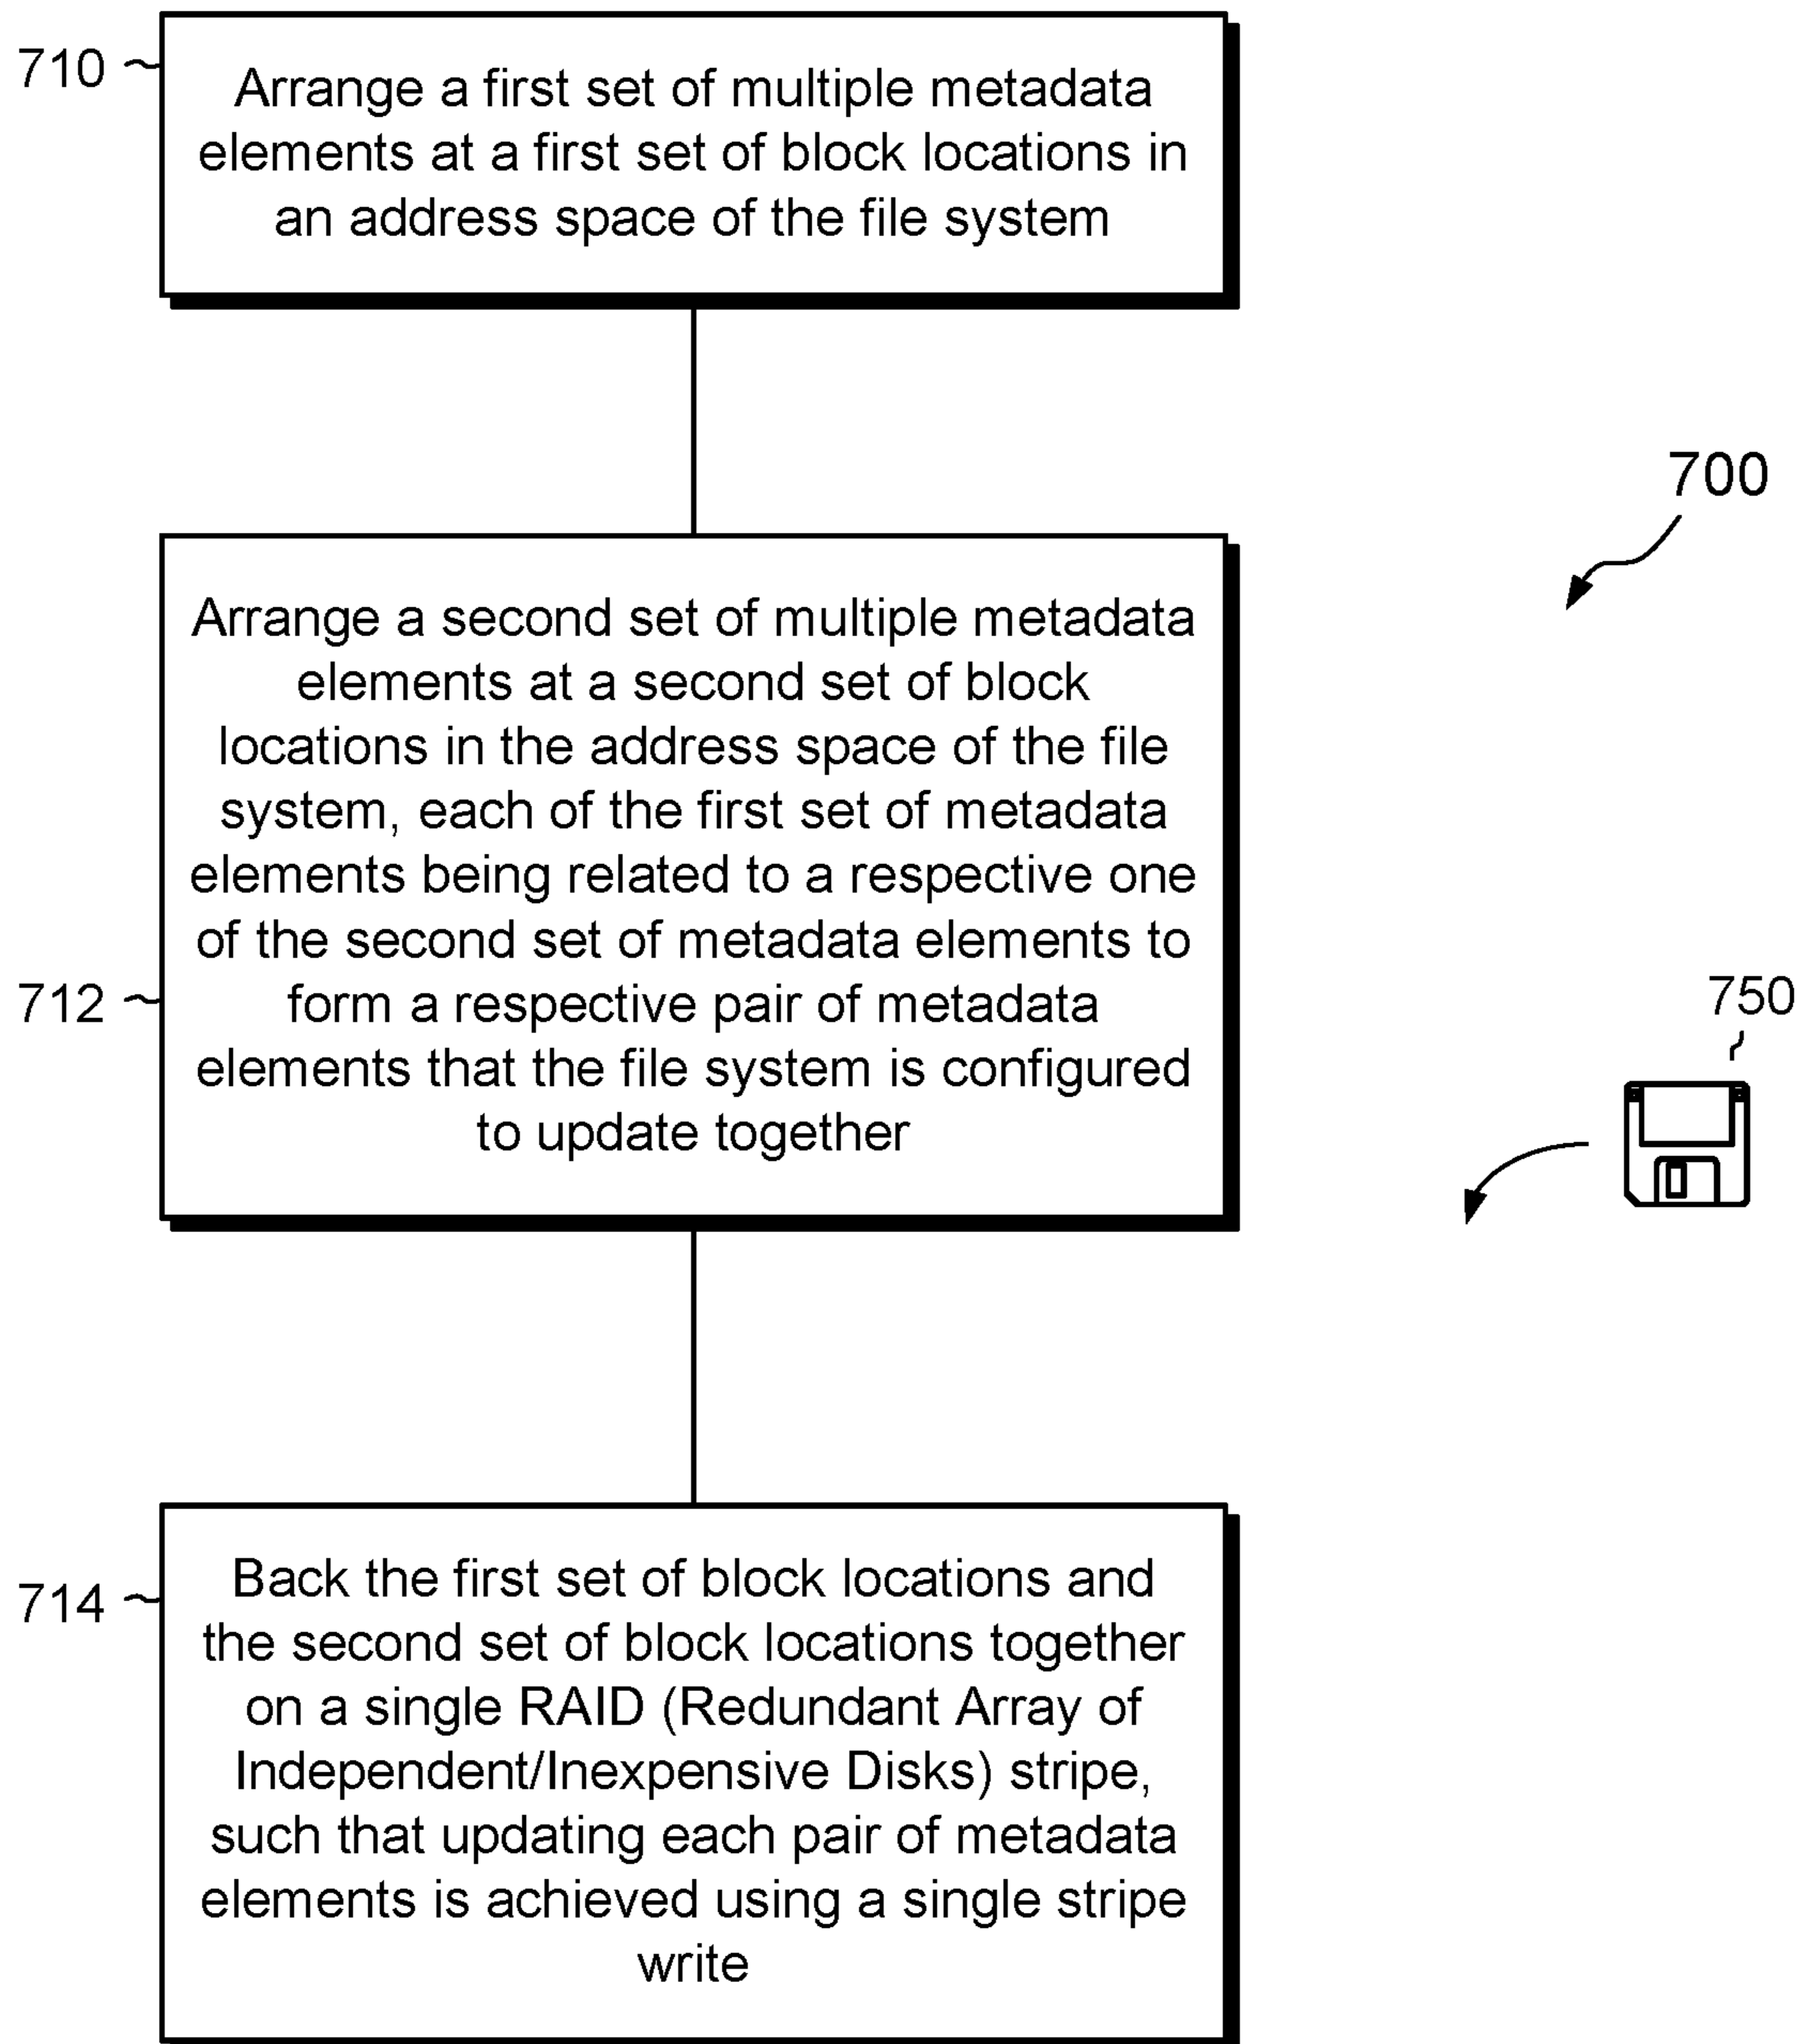 710
Arrange a first set of multiple metadata
elements at a first set of block locations in
an address space of the file system
700
Arrange a second set of multiple metadata
elements at a second set of block
locations in the address space of the file
system, each of the first set of metadata
elements being related to a respective one
of the second set of metadata elements to
form a respective pair of metadata
elements that the file system is configured
to update together
712
750
714
Back the first set of block locations and
the second set of block locations together
on a single RAID (Redundant Array of
Independent/Inexpensive Disks) stripe,
such that updating each pair of metadata
elements is achieved using a single stripe
write